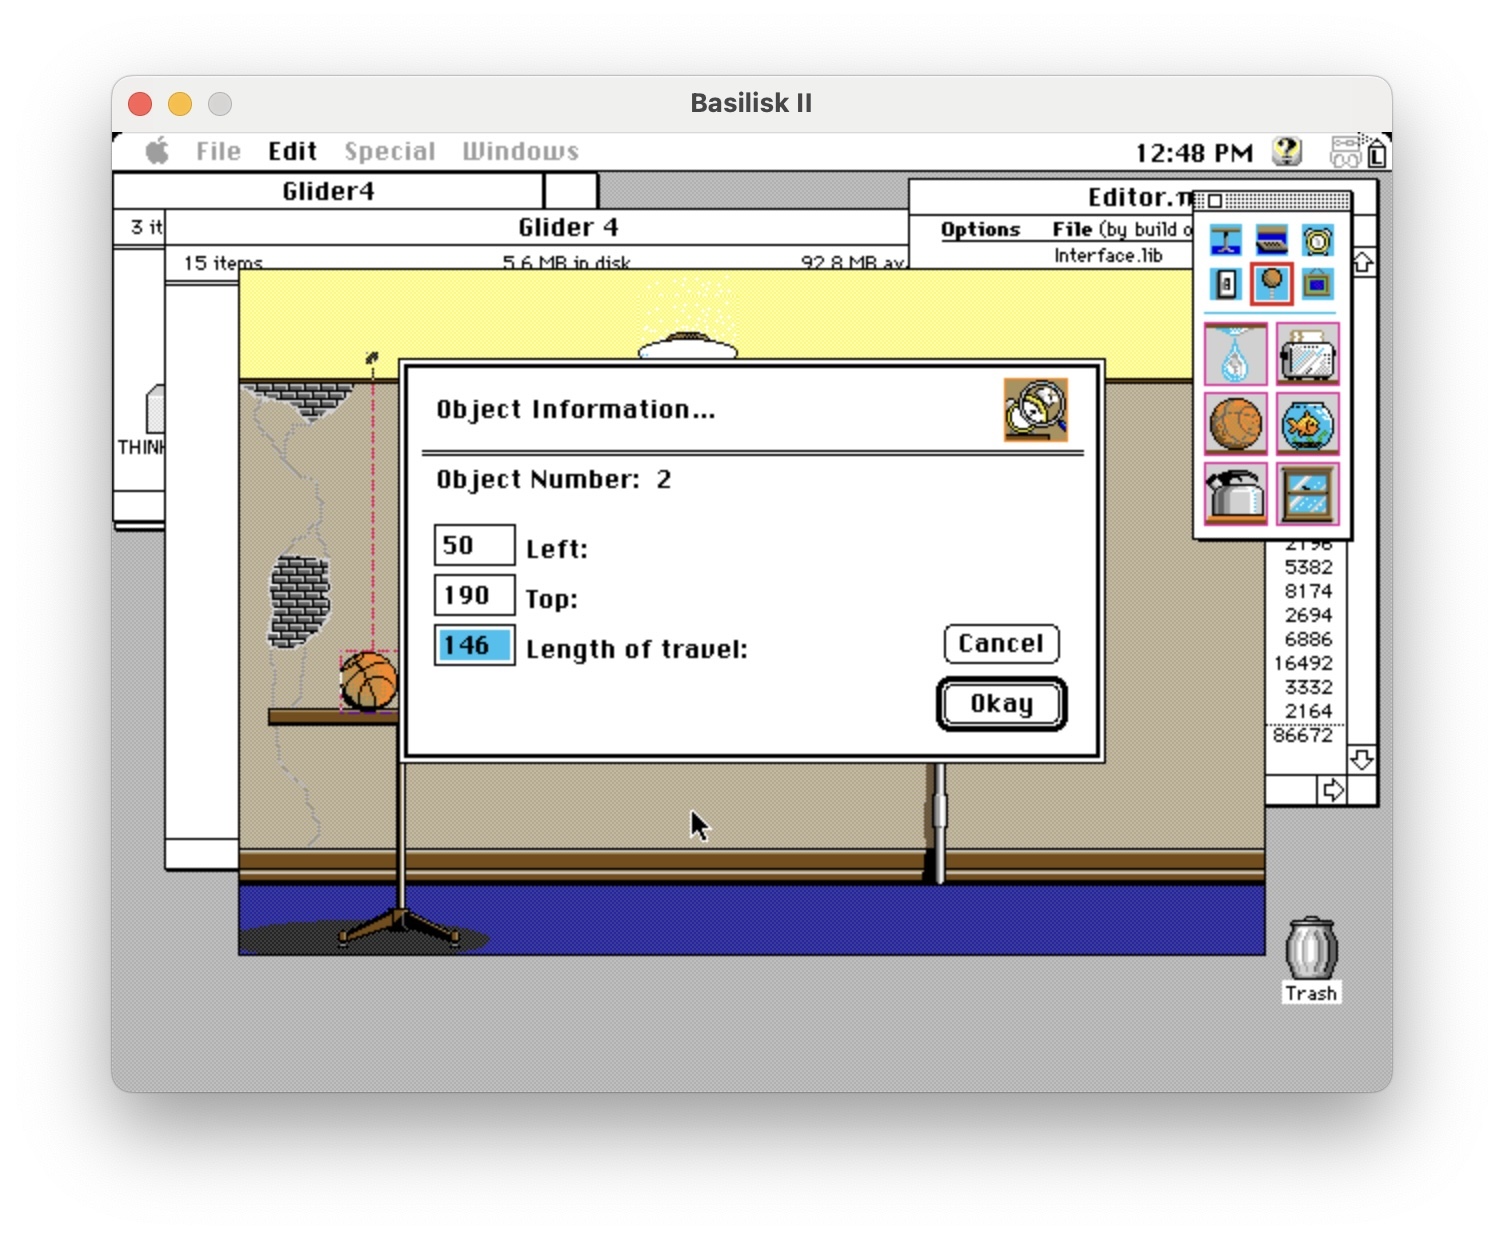 Basilisk II
File Edit Special Windows
12:48 PM
Glider4
Editor.π
3 it
Glider 4
Options File (by build o
15 items 5.6 MB in disk 92.8 MB av
Interface.lib
THINK
Object Information...
Object Number: 2
50 Left:
190 Top:
146 Length of travel:
Cancel
Okay
2196
5382
8174
2694
6886
16492
3332
2164
86672
Trash